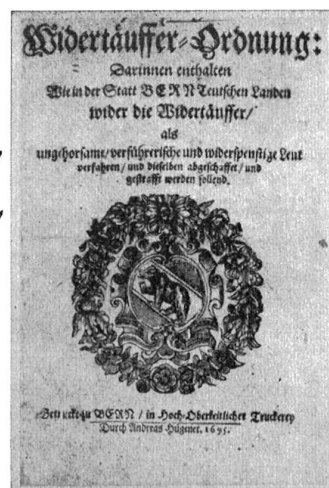 Widertäuffer-Ordnung:
Darinnen enthalten
Wie in der Statt BERN Teutschen Landen
wider die Widertäuffer/
als
ungehorsame/verführerische und widerspenstige Leut
verfahren/ und dieselben abgeschaffet/ und
gestrafft werden sollend.
Getruckt zu BERN / in Hoch-Oberkeitlicher Truckerey
Durch Andreas Hügenet. 1695.